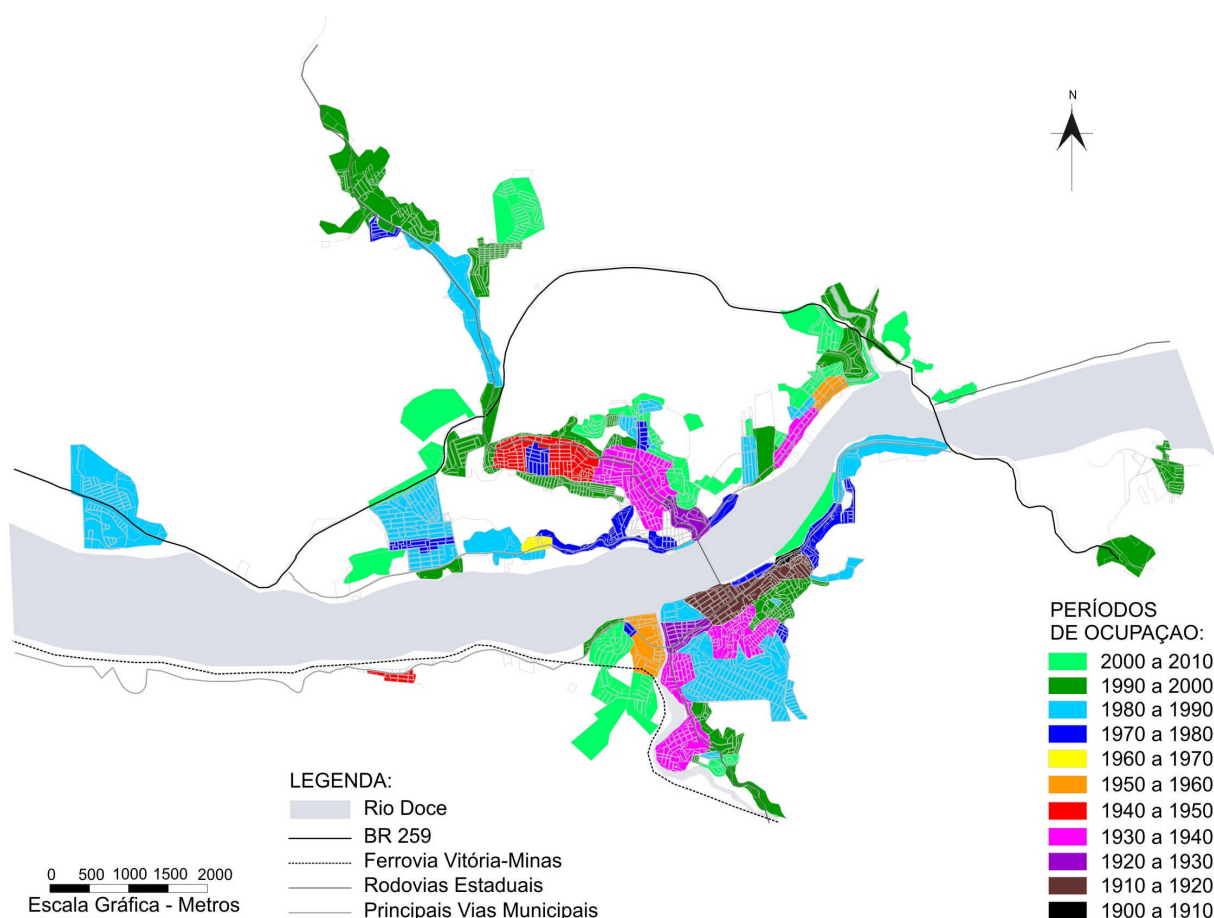 N
PERÍODOS
DE OCUPAÇAO:
2000 a 2010
1990 a 2000
1980 a 1990
1970 a 1980
1960 a 1970
1950 a 1960
1940 a 1950
1930 a 1940
1920 a 1930
1910 a 1920
1900 a 1910
LEGENDA:
Rio Doce
BR 259
Ferrovia Vitória-Minas
Rodovias Estaduais
Principais Vias Municipais
0 500 1000 1500 2000
Escala Gráfica - Metros